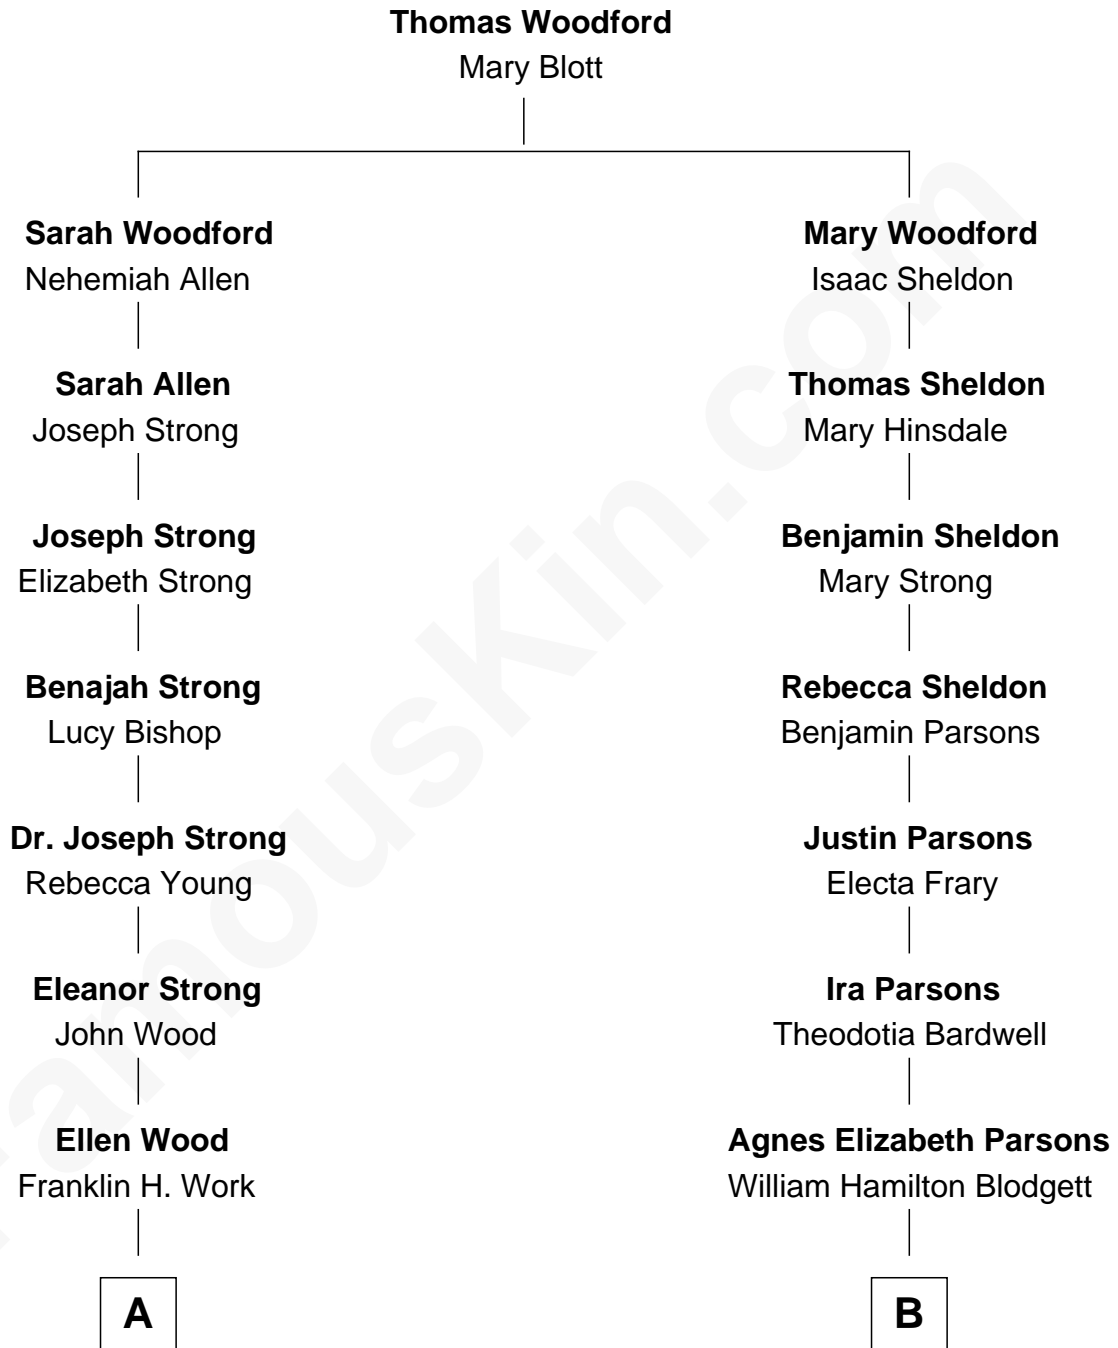 Thomas Woodford
Mary Blott
Sarah Woodford
Nehemiah Allen
Mary Woodford
Isaac Sheldon
Sarah Allen
Joseph Strong
Thomas Sheldon
Mary Hinsdale
Joseph Strong
Elizabeth Strong
Benjamin Sheldon
Mary Strong
Benajah Strong
Lucy Bishop
Rebecca Sheldon
Benjamin Parsons
Dr. Joseph Strong
Rebecca Young
Justin Parsons
Electa Frary
Eleanor Strong
John Wood
Ira Parsons
Theodotia Bardwell
Ellen Wood
Franklin H. Work
Agnes Elizabeth Parsons
William Hamilton Blodgett
A
B
FamousKin.com